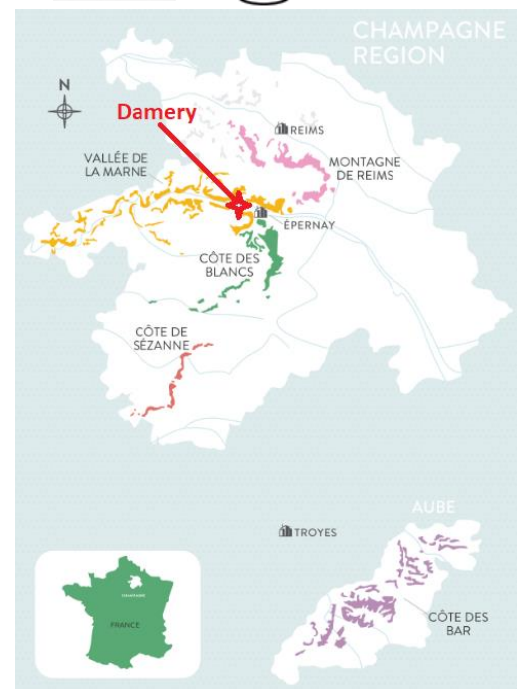 CHAMPAGNE
REGION
N
Damery
REIMS
VALLÉE DE
LA MARNE
MONTAGNE
DE REIMS
ÉPERNAY
CÔTE DES
BLANCS
CÔTE DE
SÉZANNE
AUBE
TROYES
CHAMPAGNE
FRANCE
CÔTE DES
BAR